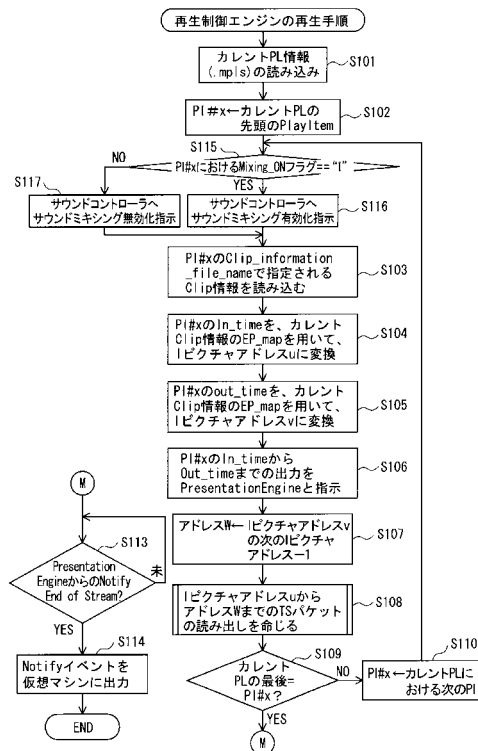 再生制御エンジンの再生手順
カレントPL情報
(.mpls)の読み込み
S101
PI#x←カレントPLの
先頭のPlayItem
S102
S115
PI#xにおけるMixing_ONフラグ=="1"
NO
YES
S117
サウンドコントローラへ
サウンドミキシング無効化指示
サウンドコントローラへ
サウンドミキシング有効化指示
S116
PI#xのClip_information
_file_nameで指定される
Clip情報を読み込む
S103
PI#xのIn_timeを、カレント
Clip情報のEP_mapを用いて、
Iピクチャアドレスuに変換
S104
PI#xのout_timeを、カレント
Clip情報のEP_mapを用いて、
Iピクチャアドレスvに変換
S105
PI#xのIn_timeから
Out_timeまでの出力を
PresentationEngineと指示
S106
アドレスW←Iピクチャアドレスv
の次のIピクチャ
アドレスー1
S107
Iピクチャアドレスuから
アドレスWまでのTSパケット
の読み出しを命じる
S108
S109
カレント
PLの最後=
PI#x?
NO
YES
M
S110
PI#x←カレントPLに
おける次のPI
M
S113
Presentation
EngineからのNotify
End of Stream?
未
YES
S114
Notifyイベントを
仮想マシンに出力
END